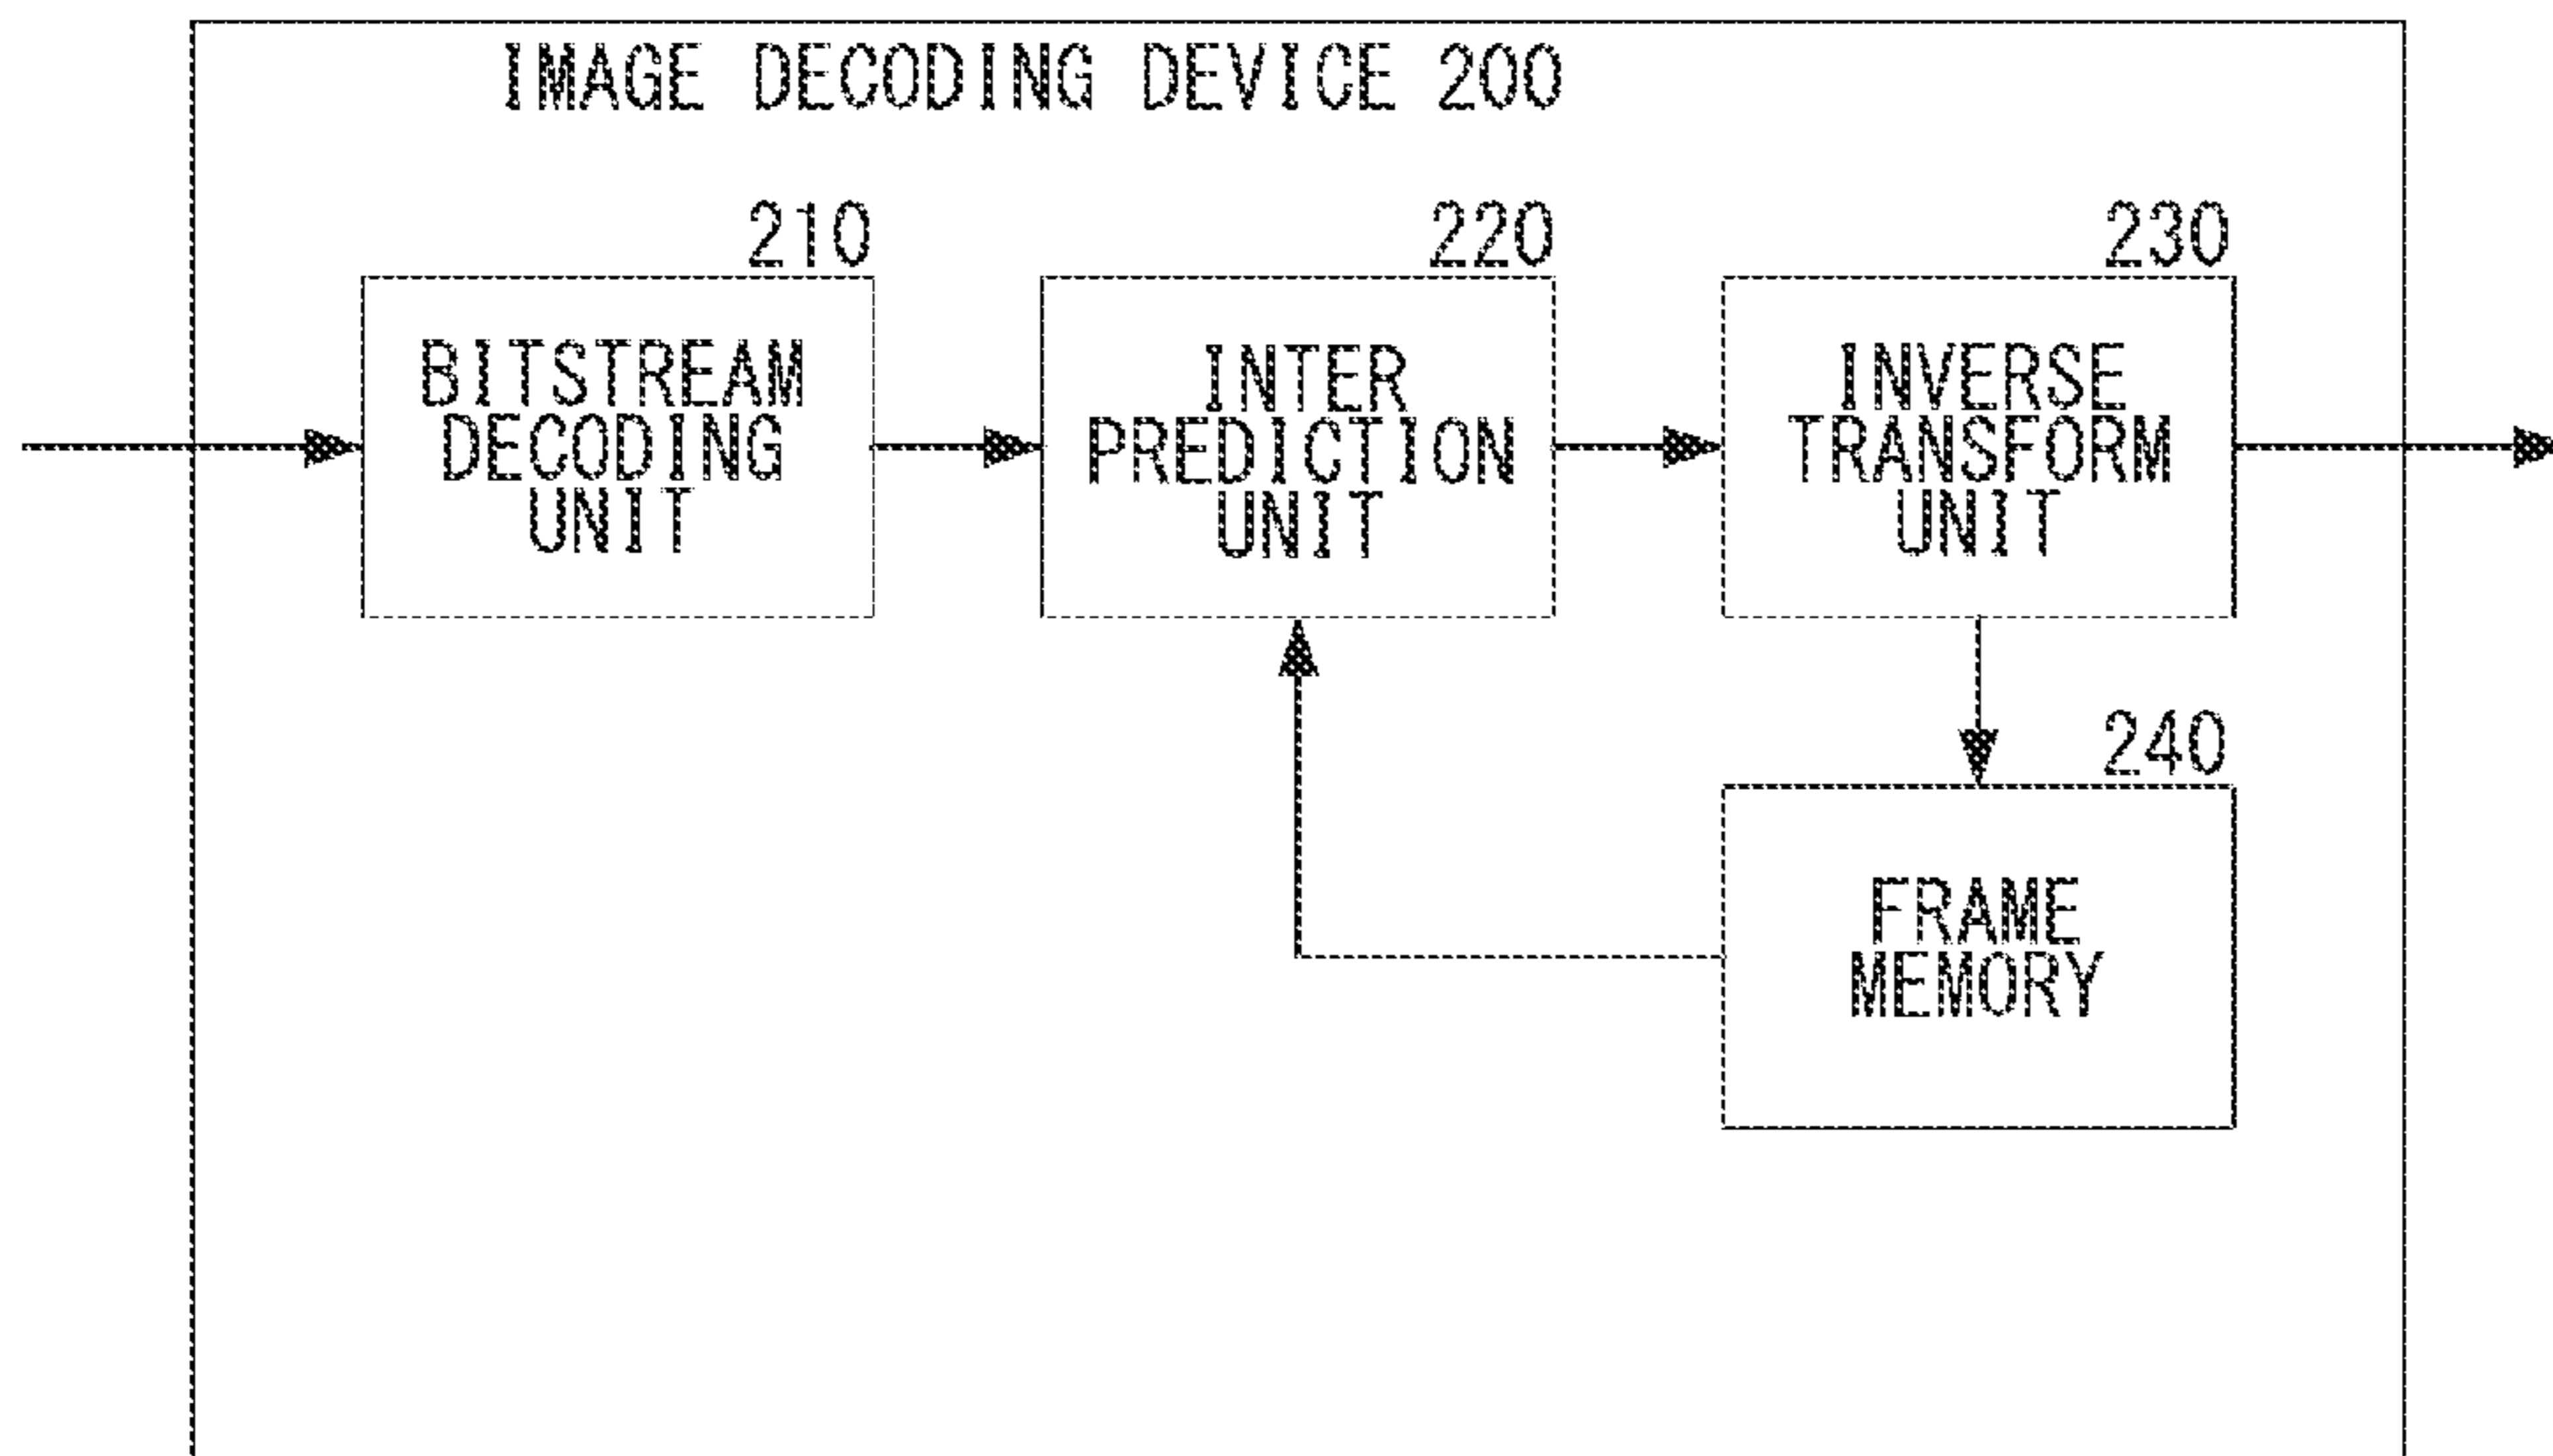 IMAGE DECODING DEVICE 200
210
BITSTREAM
DECODING
UNIT
220
INTER
PREDICTION
UNIT
230
INVERSE
TRANSFORM
UNIT
240
FRAME
MEMORY